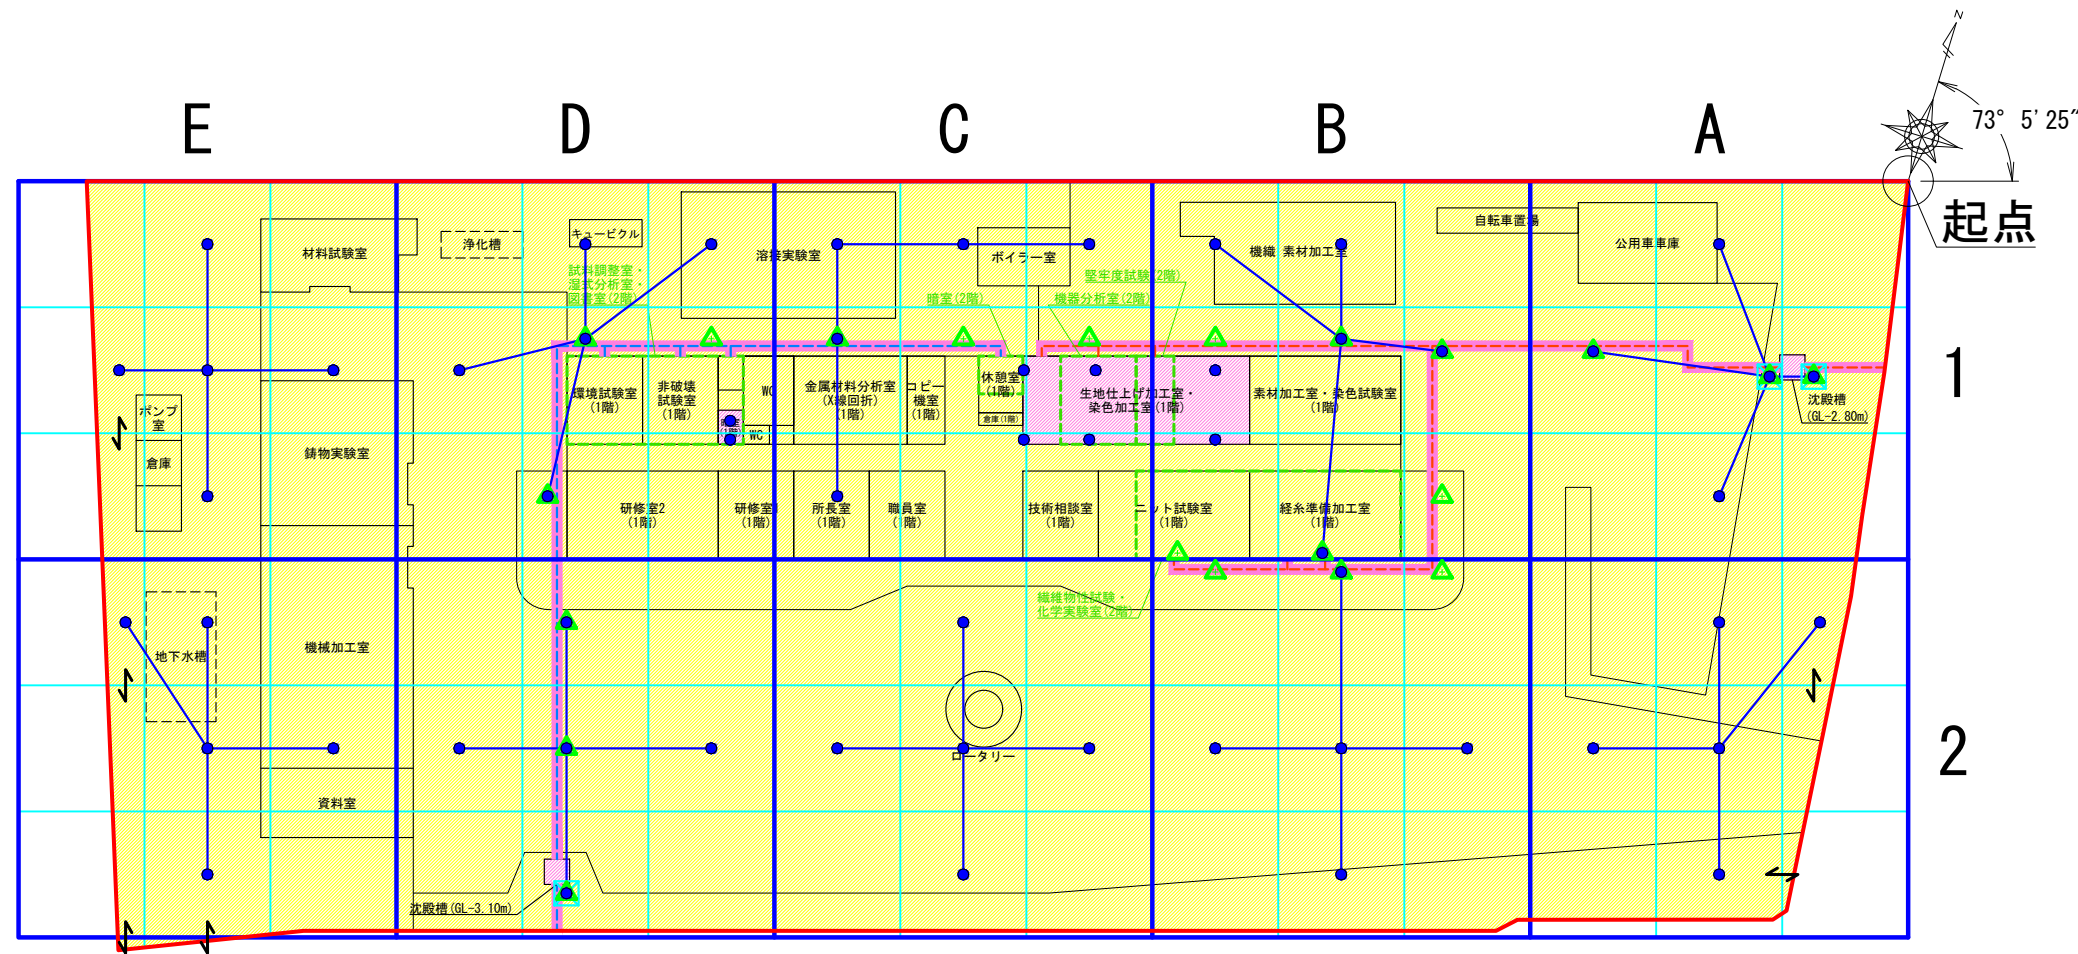 N
73° 5' 25"
起点
E
D
C
B
A
1
2
材料試験室
浄化槽
キュービクル
溶接実験室
ボイラー室
機織 素材加工室
自転車置場
公用車車庫
試料調整室・
湿式分析室・
図書室(2階)
暗室(2階)
機器分析室(2階)
堅牢度試験(2階)
ポンプ
室
倉庫
鋳物実験室
環境試験室
(1階)
非破壊
試験室
(1階)
WC
WC
金属材料分析室
(X線回折)
(1階)
コピー
機室
(1階)
休憩室
(1階)
倉庫(1階)
生地仕上げ加工室・
染色加工室(1階)
素材加工室・染色試験室
(1階)
沈殿槽
(GL-2.80m)
研修室2
(1階)
研修室1
(1階)
所長室
(1階)
職員室
(1階)
技術相談室
(1階)
ニット試験室
(1階)
経糸準備加工室
(1階)
繊維物性試験・
化学実験室(2階)
地下水槽
機械加工室
ロータリー
資料室
沈殿槽(GL-3.10m)